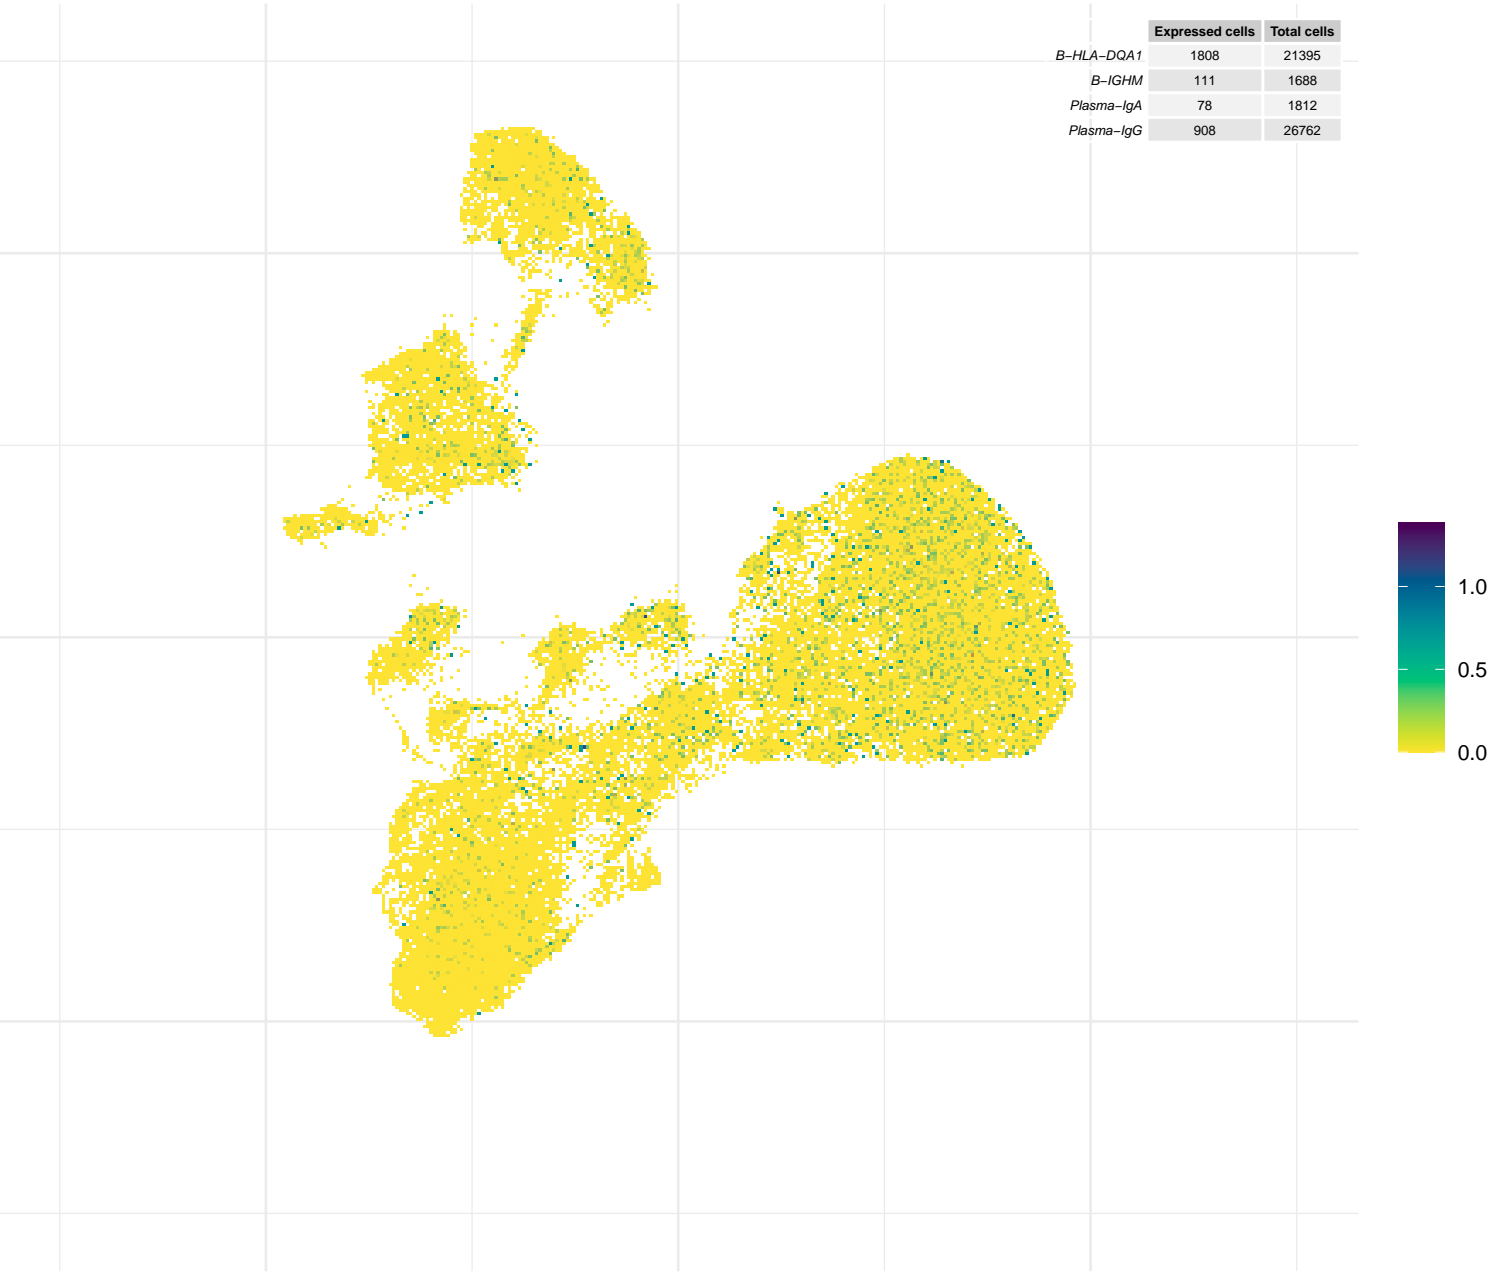 Expressed cells Total cells
B−HLA−DQA1 1808 21395
B−IGHM 111 1688
Plasma−IgA 78 1812
Plasma−IgG 908 26762
1.0
0.5
0.0